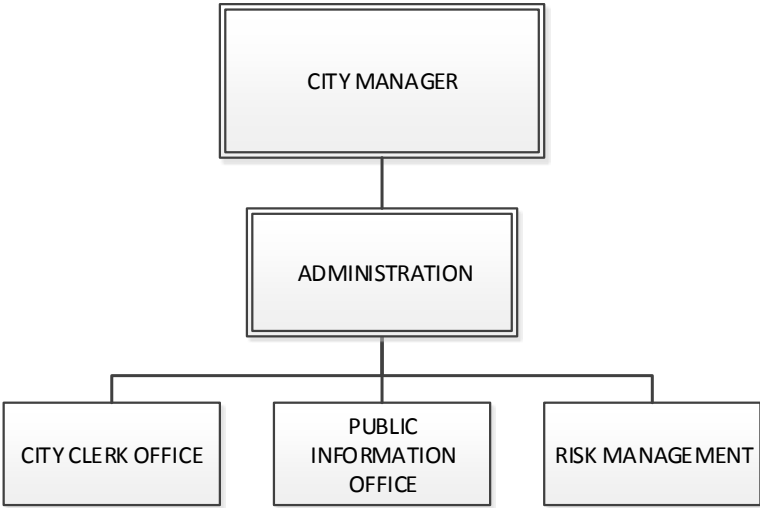 CITY MANAGER
ADMINISTRATION
CITY CLERK OFFICE
PUBLIC
INFORMATION
OFFICE
RISK MANAGEMENT